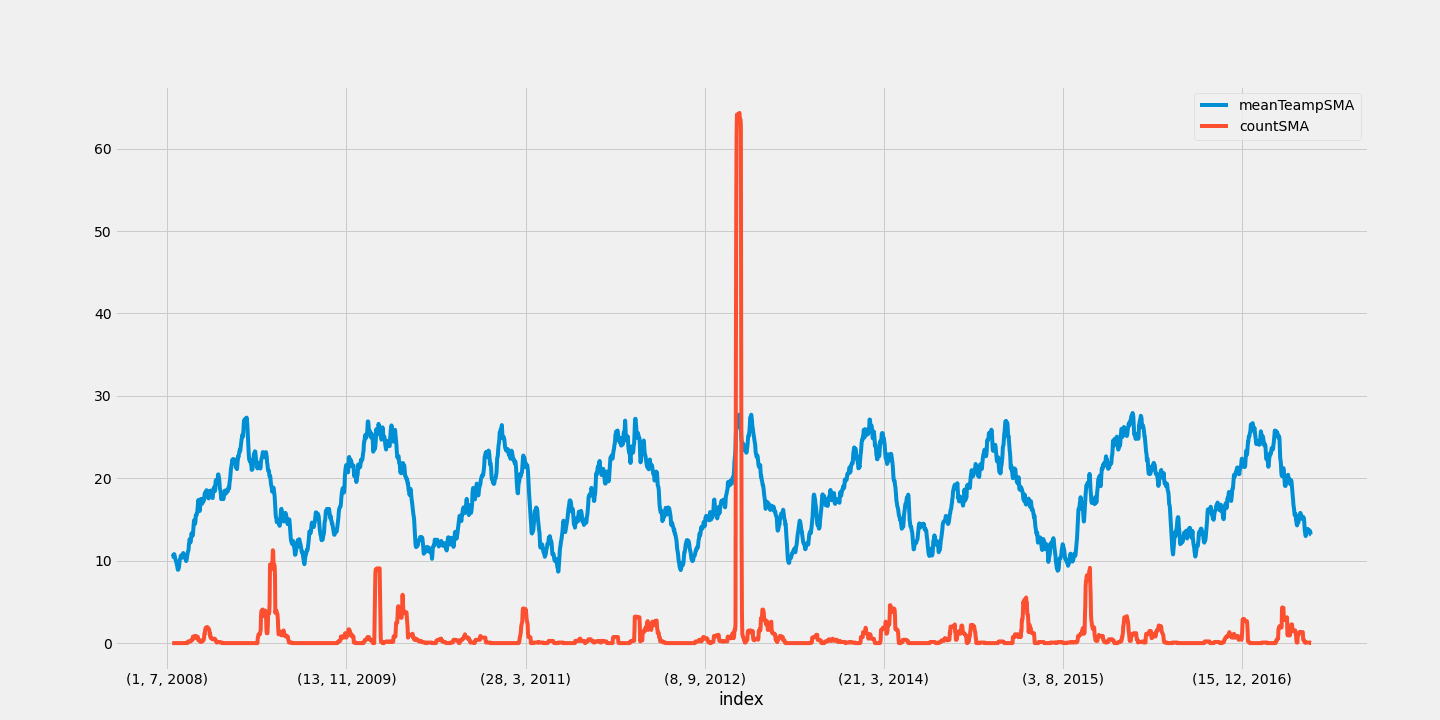 meanTeampSMA
countSMA
60
50
40
30
20
10
0
(1, 7, 2008) (13, 11, 2009) (28, 3, 2011) (8, 9, 2012) (21, 3, 2014) (3, 8, 2015) (15, 12, 2016)
index